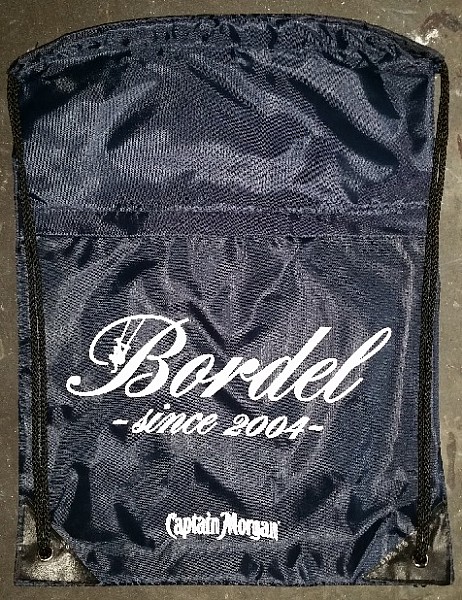 Bordel
-since 2004-
Captain Morgan